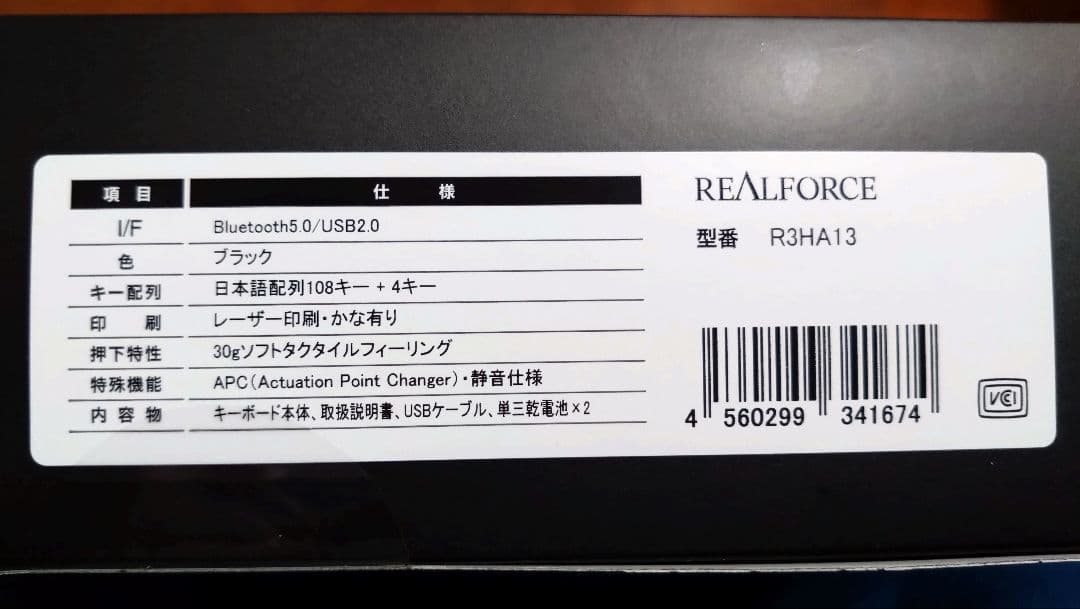 項目 仕様
I/F Bluetooth5.0/USB2.0
色 ブラック
キー配列 日本語配列108キー + 4キー
印刷 レーザー印刷・かな有り
押下特性 30gソフトタクタイルフィーリング
特殊機能 APC(Actuation Point Changer)・静音仕様
内容物 キーボード本体、取扱説明書、USBケーブル、単三乾電池×2
REALFORCE
型番 R3HA13
4 560299 341674
VCCI